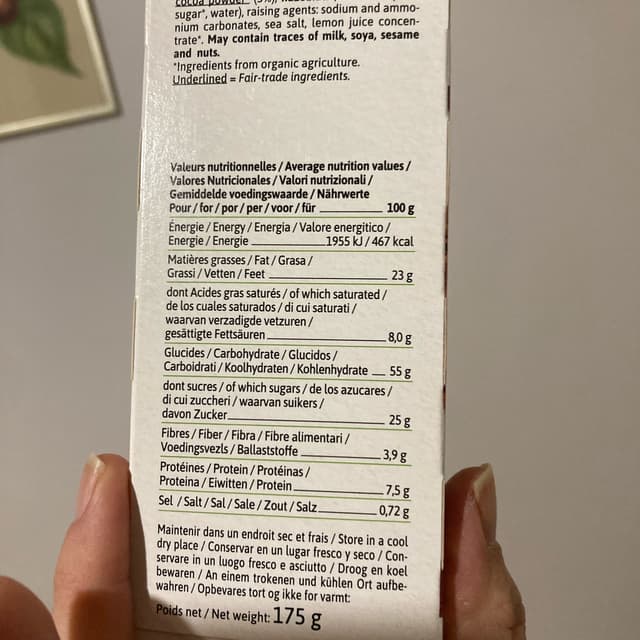 cocoa powder
sugar*, water), raising agents: sodium and ammo-
nium carbonates, sea salt, lemon juice concen-
trate*. May contain traces of milk, soya, sesame
and nuts.
*Ingredients from organic agriculture.
Underlined = Fair-trade ingredients.
Valeurs nutritionnelles / Average nutrition values /
Valores Nutricionales / Valori nutrizionali /
Gemiddelde voedingswaarde / Nährwerte
Pour / for / por / per / voor / für 100 g
Énergie / Energy / Energia / Valore energitico /
Energie / Energie 1955 kJ / 467 kcal
Matières grasses / Fat / Grasa /
Grassi / Vetten / Feet 23 g
dont Acides gras saturés / of which saturated /
de los cuales saturados / di cui saturati /
waarvan verzadigde vetzuren /
gesättigte Fettsäuren 8,0 g
Glucides / Carbohydrate / Glucidos /
Carboidrati / Koolhydraten / Kohlenhydrate 55 g
dont sucres / of which sugars / de los azucares /
di cui zuccheri / waarvan suikers /
davon Zucker 25 g
Fibres / Fiber / Fibra / Fibre alimentari /
Voedingsvezls / Ballaststoffe 3,9 g
Protéines / Protein / Protéinas /
Proteina / Eiwitten / Protein 7,5 g
Sel / Salt / Sal / Sale / Zout / Salz 0,72 g
Maintenir dans un endroit sec et frais / Store in a cool
dry place / Conservar en un lugar fresco y seco / Con-
servare in un luogo fresco e asciutto / Droog en koel
bewaren / An einem trokenen und kühlen Ort aufbe-
wahren / Opbevares tort og ikke for varmt:
Poids net / Net weight: 175 g